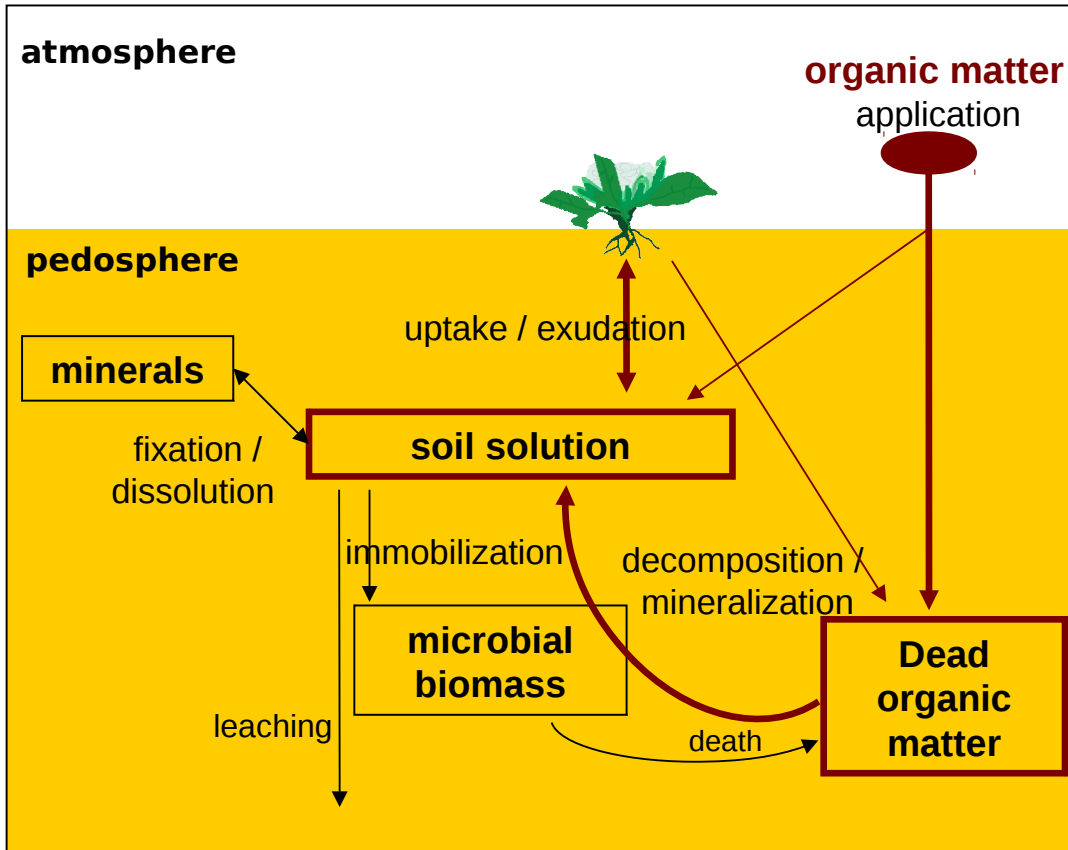 atmosphere
organic matter
application
pedosphere
uptake / exudation
minerals
soil solution
fixation /
dissolution
immobilization
decomposition /
mineralization
microbial
biomass
Dead
organic
matter
leaching
death